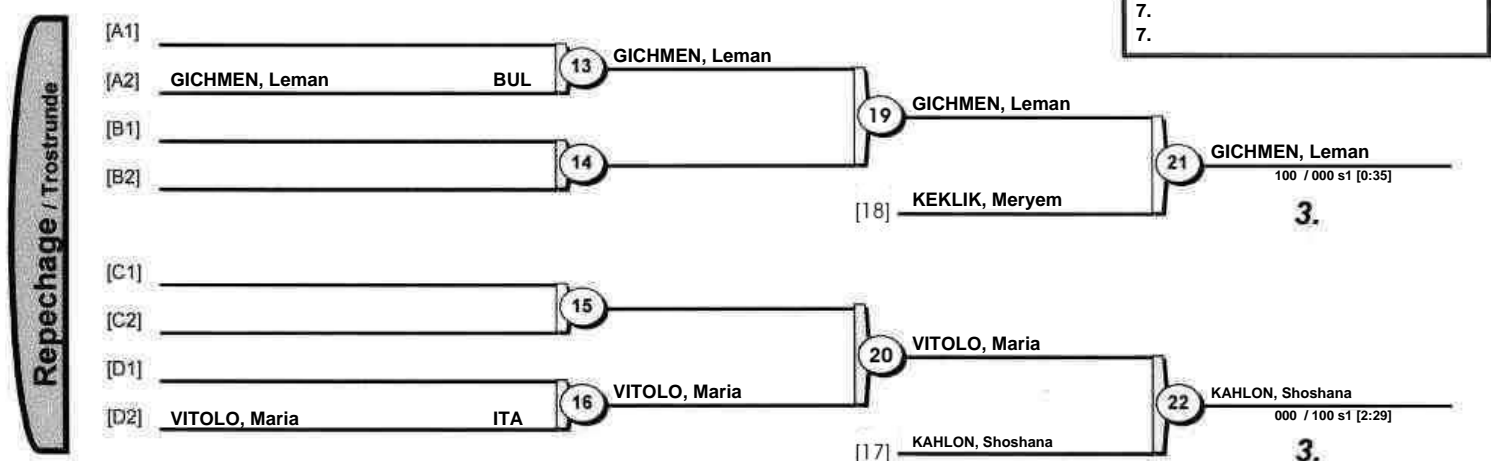 7.
7.
Repechage / Trostrunde
[A1]
[A2] GICHMEN, Leman BUL
[B1]
[B2]
13 GICHMEN, Leman
14
19 GICHMEN, Leman
[18] KEKLIK, Meryem
21 GICHMEN, Leman
100 / 000 s1 [0:35]
3.
[C1]
[C2]
[D1]
[D2] VITOLO, Maria ITA
15
16 VITOLO, Maria
20 VITOLO, Maria
[17] KAHLON, Shoshana
22 KAHLON, Shoshana
000 / 100 s1 [2:29]
3.